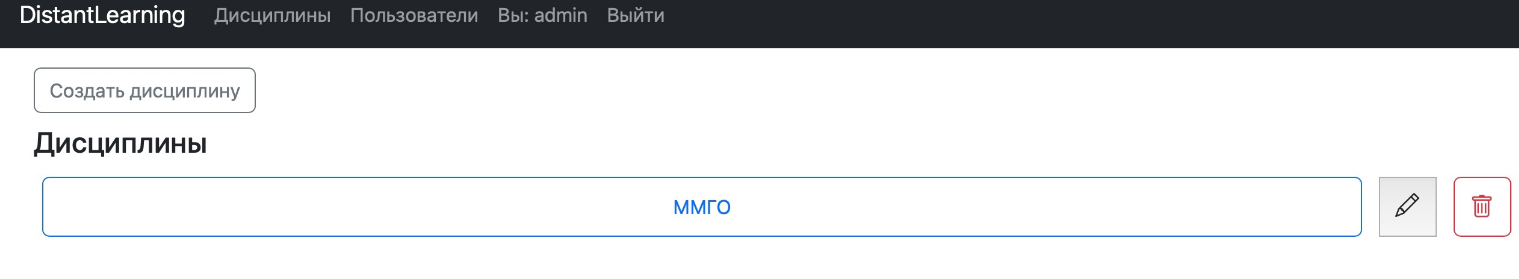 DistantLearning Дисциплины Пользователи Вы: admin Выйти
Создать дисциплину
Дисциплины
ММГО